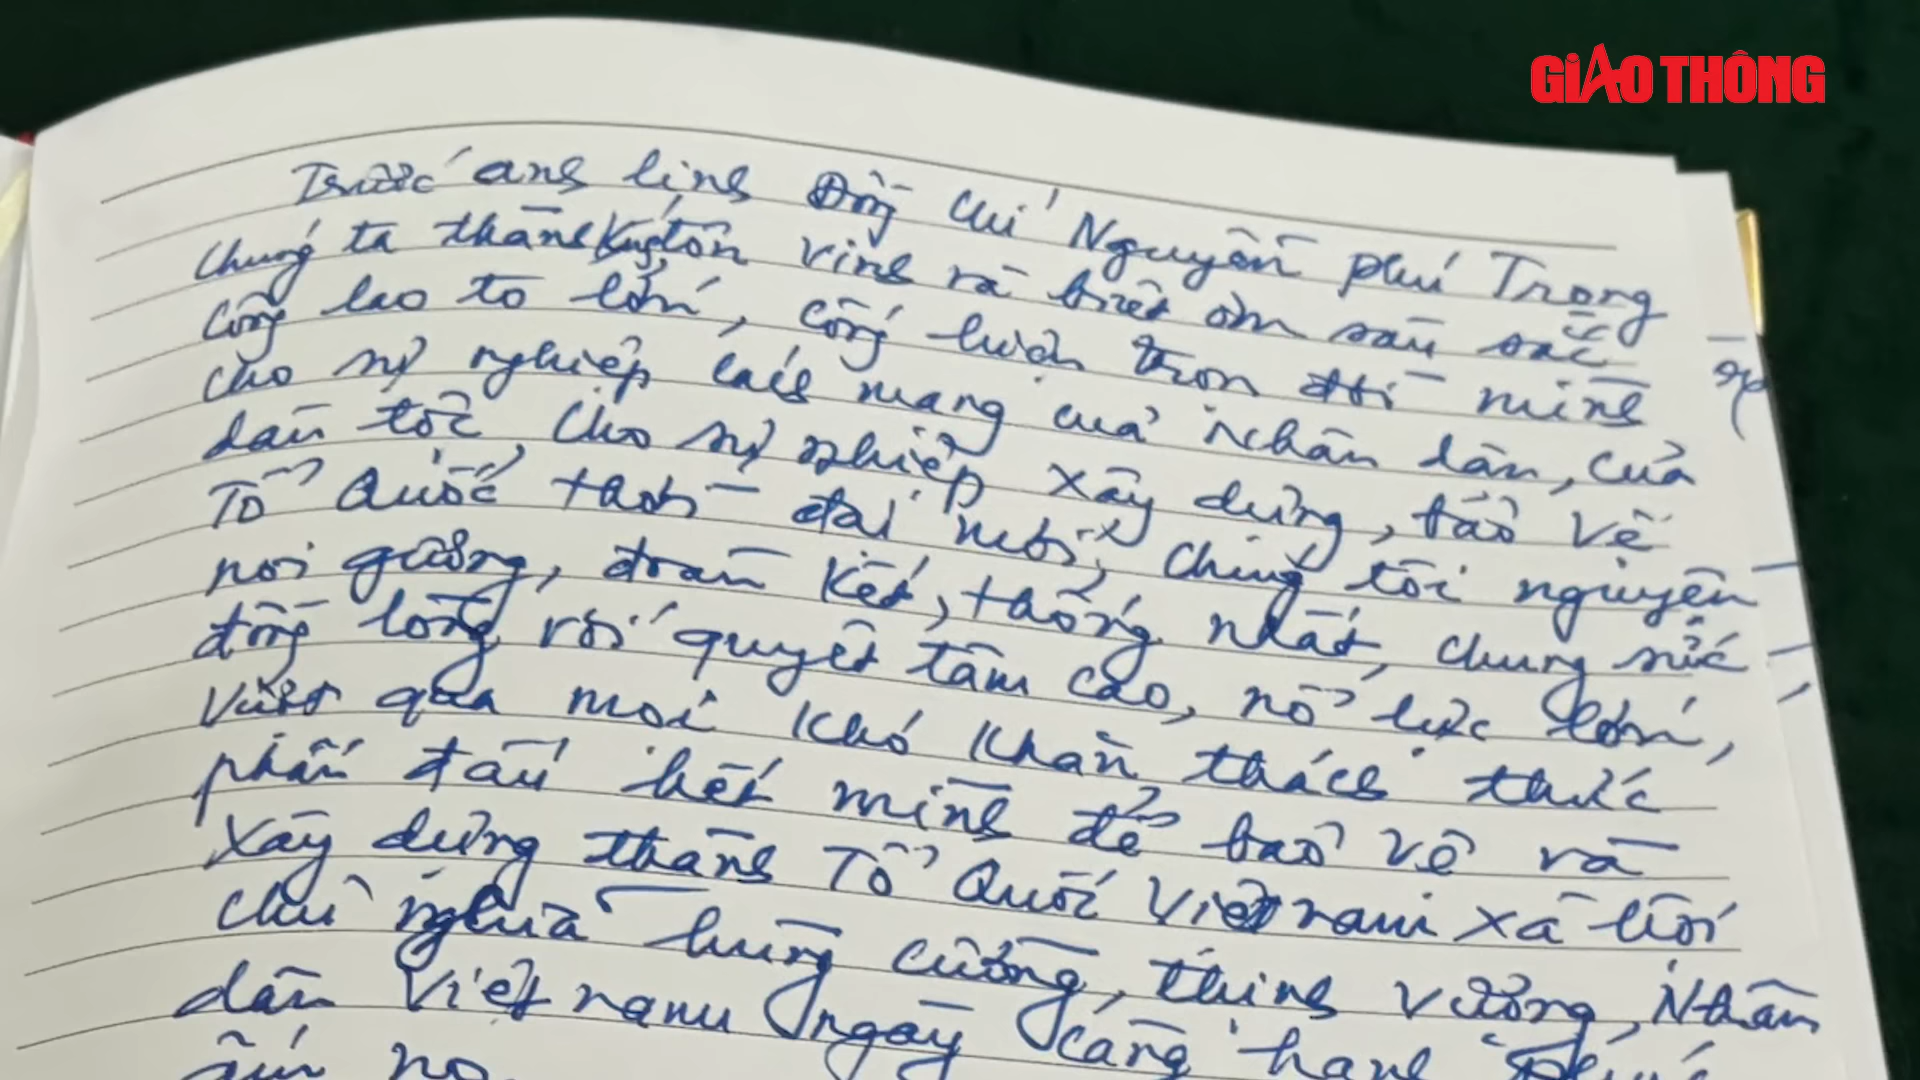 GIAO THÔNG
Trước anh linh Đồng chí Nguyễn Phú Trọng
Chúng ta thành kính, tôn vinh và biết ơn sâu sắc
công lao to lớn, cống hiến trọn đời mình
cho sự nghiệp cách mạng của Nhân dân, của
dân tộc, cho sự nghiệp xây dựng, bảo vệ
Tổ Quốc thời đại mới, chúng tôi nguyện
noi gương, đoàn kết, thống nhất, chung sức
đồng lòng với quyết tâm cao, nỗ lực lớn,
vượt qua mọi khó khăn thách thức
phấn đấu hết mình để bảo vệ và
xây dựng thành Tổ Quốc Việt nam xã hội
chủ nghĩa hùng cường, thịnh vượng, Nhân
dân Việt nam ngày càng hạnh phúc
ấm no